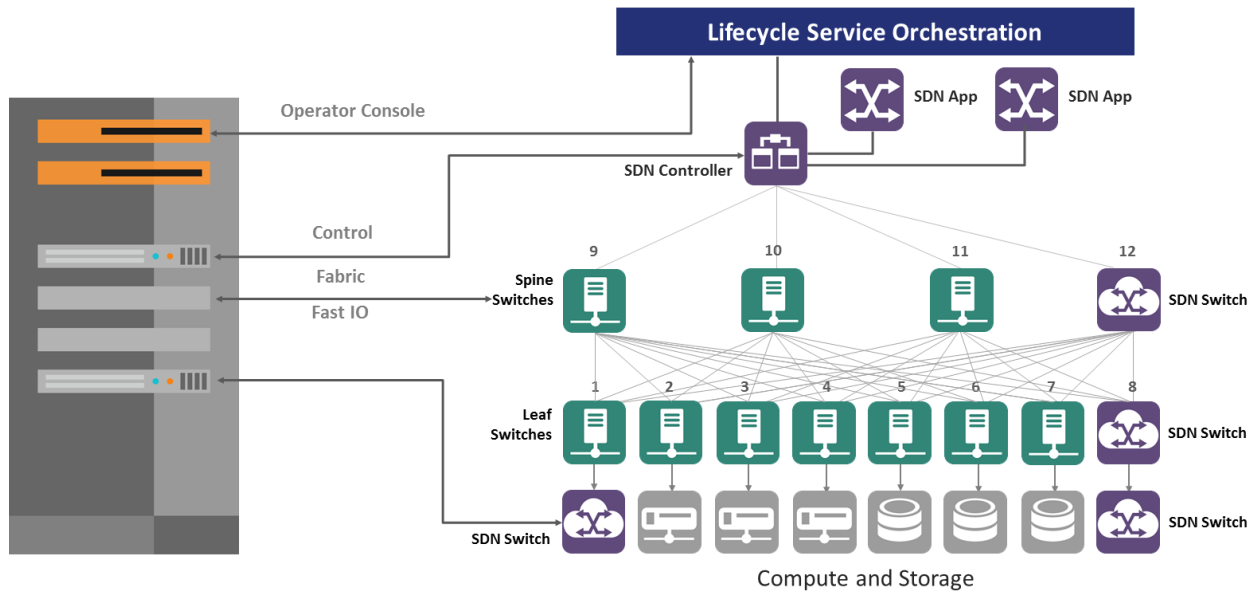 Lifecycle Service Orchestration
Operator Console
SDN App
SDN App
SDN Controller
Control
9
10
11
12
Fabric
Spine
Switches
SDN Switch
Fast IO
1
2
3
4
5
6
7
8
Leaf
Switches
SDN Switch
SDN Switch
SDN Switch
Compute and Storage